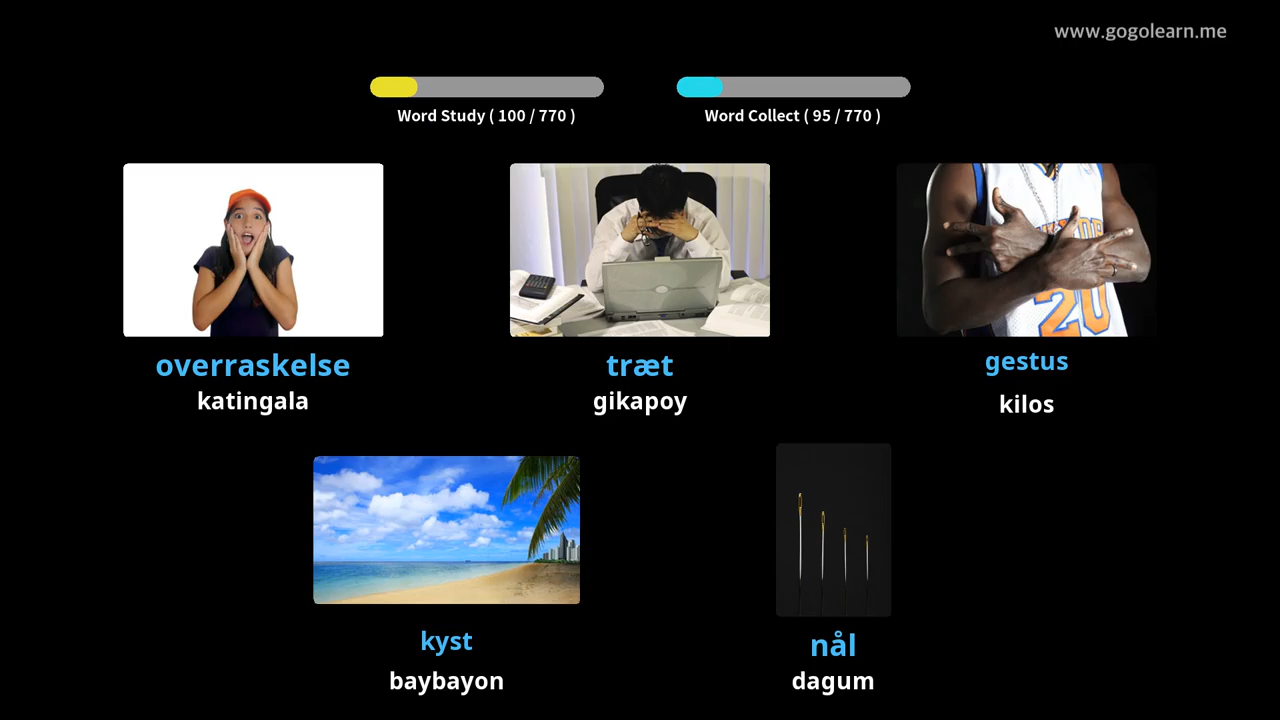 www.gogolearn.me
Word Study ( 100 / 770 )
Word Collect ( 95 / 770 )
overraskelse
katingala
træt
gikapoy
gestus
kilos
20
kyst
baybayon
nål
dagum